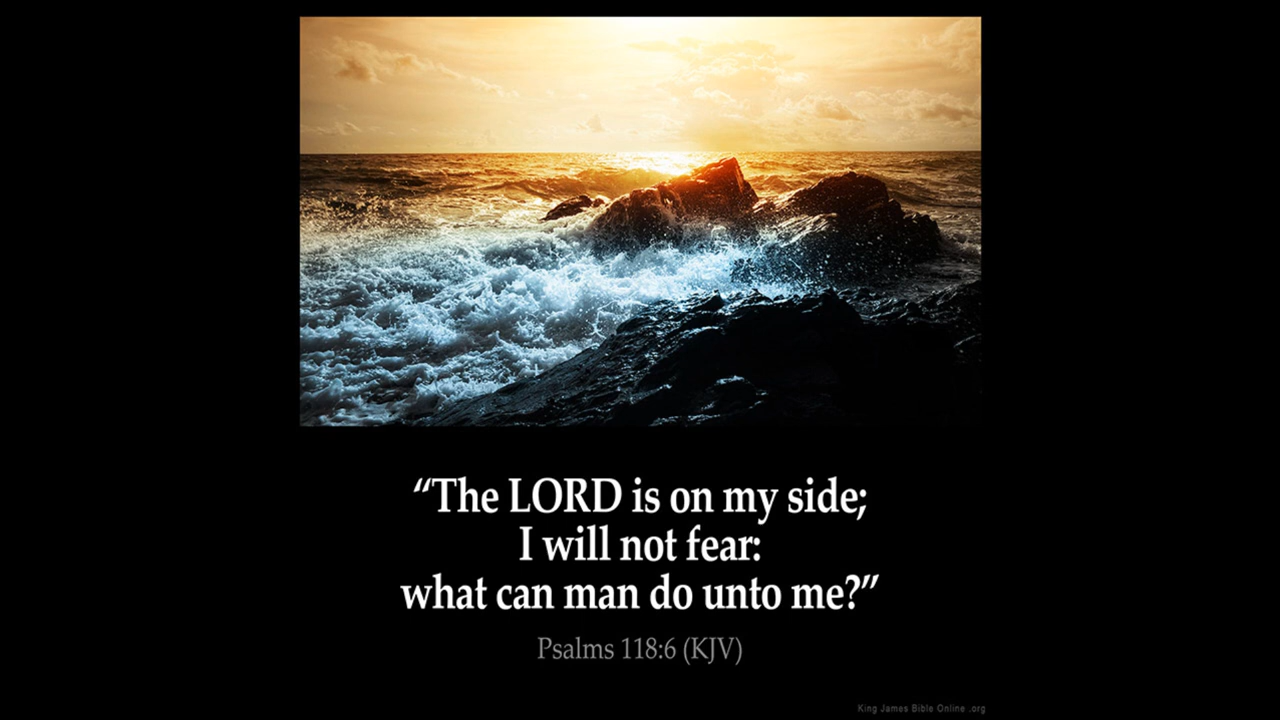 “The LORD is on my side;
I will not fear:
what can man do unto me?”
Psalms 118:6 (KJV)
King James Bible Online .org